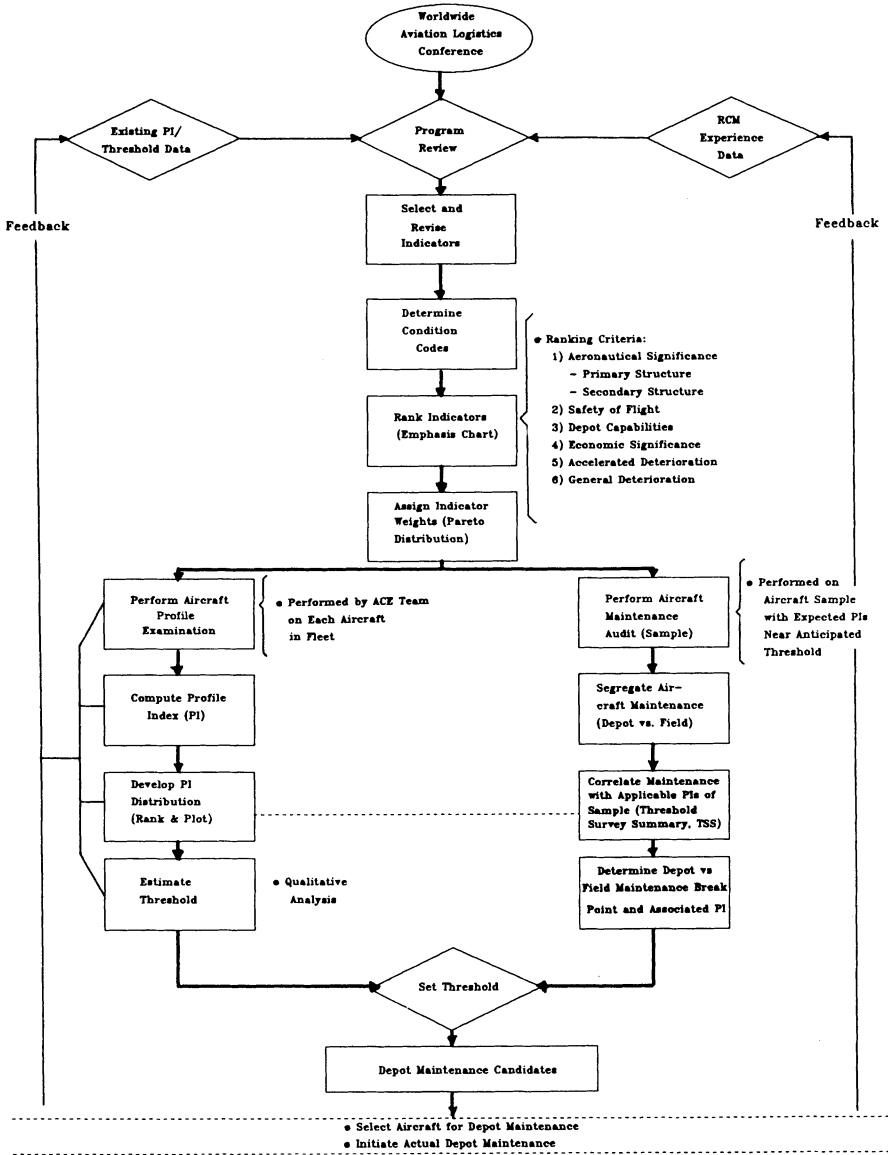 Worldwide
Aviation Logistics
Conference
Existing PI/
Threshold Data
Program
Review
RCM
Experience
Data
Feedback
Feedback
Select and
Revise
Indicators
Determine
Condition
Codes
Rank Indicators
(Emphasis Chart)
Assign Indicator
Weights (Pareto
Distribution)
• Ranking Criteria:
1) Aeronautical Significance
- Primary Structure
- Secondary Structure
2) Safety of Flight
3) Depot Capabilities
4) Economic Significance
5) Accelerated Deterioration
6) General Deterioration
Perform Aircraft
Profile
Examination
• Performed by ACE Team
on Each Aircraft
in Fleet
Compute Profile
Index (PI)
Develop PI
Distribution
(Rank & Plot)
Estimate
Threshold
• Qualitative
Analysis
Perform Aircraft
Maintenance
Audit (Sample)
• Performed on
Aircraft Sample
with Expected PIs
Near Anticipated
Threshold
Segregate Air-
craft Maintenance
(Depot vs. Field)
Correlate Maintenance
with Applicable PIs of
Sample (Threshold
Survey Summary, TSS)
Determine Depot vs
Field Maintenance Break
Point and Associated PI
Set Threshold
Depot Maintenance Candidates
• Select Aircraft for Depot Maintenance
• Initiate Actual Depot Maintenance